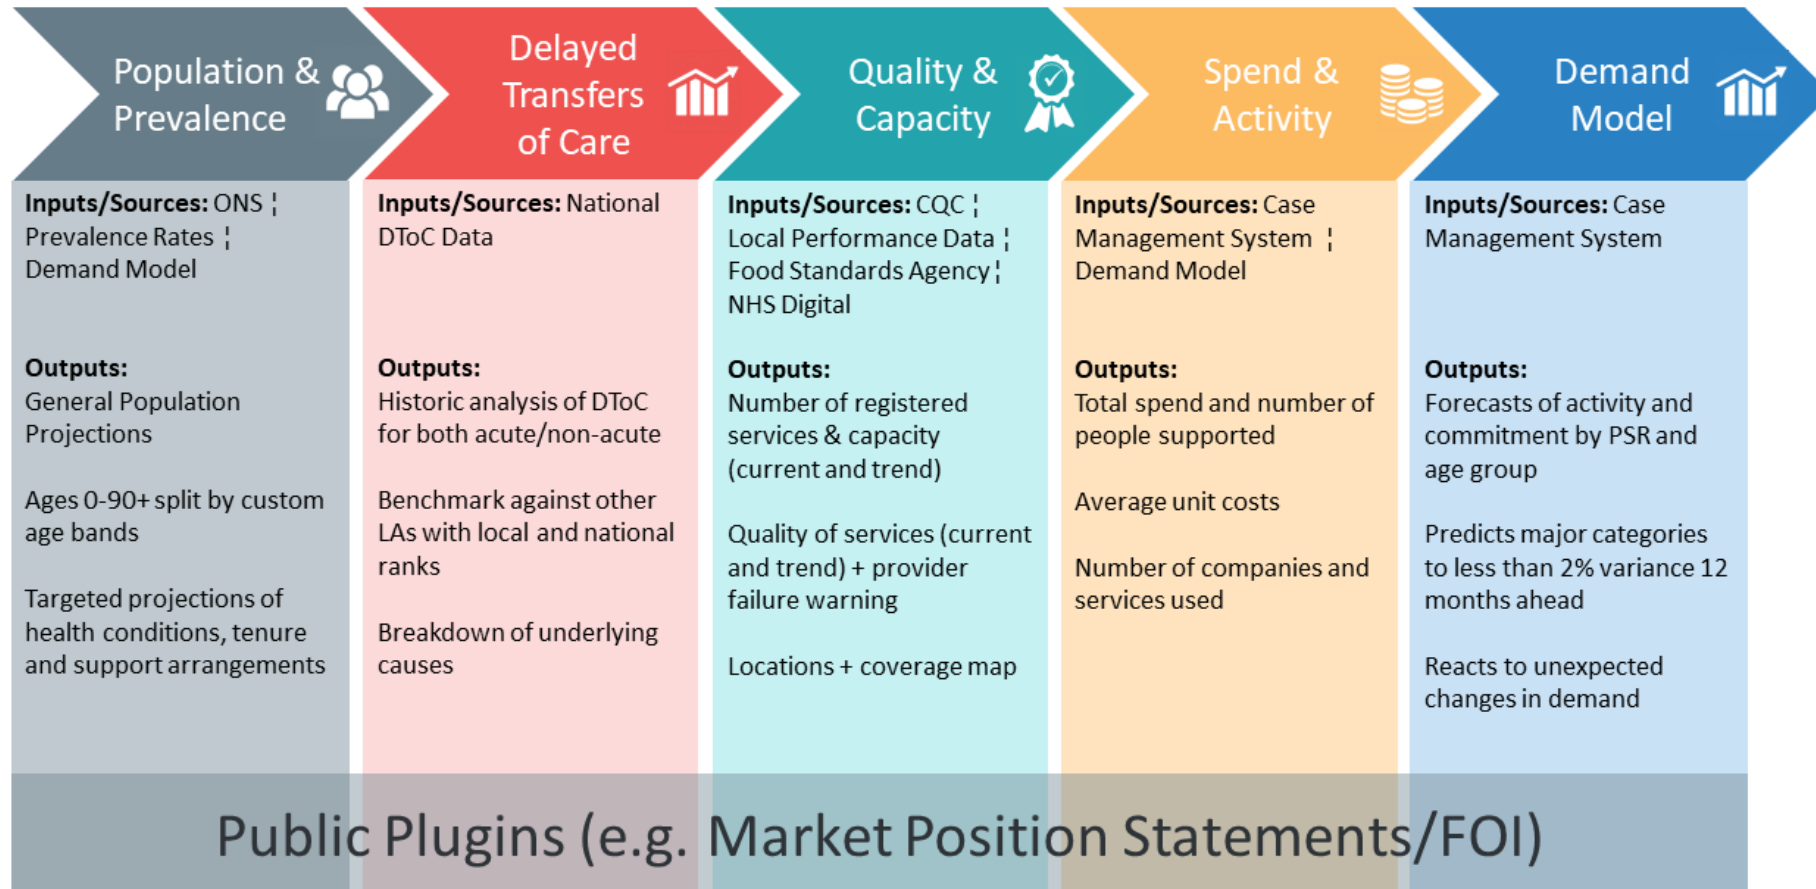 Population &
Prevalence
Delayed
Transfers
of Care
Quality &
Capacity
Spend &
Activity
Demand
Model
Inputs/Sources: ONS ¦
Prevalence Rates ¦
Demand Model
Outputs:
General Population
Projections
Ages 0-90+ split by custom
age bands
Targeted projections of
health conditions, tenure
and support arrangements
Inputs/Sources: National
DToC Data
Outputs:
Historic analysis of DToC
for both acute/non-acute
Benchmark against other
LAs with local and national
ranks
Breakdown of underlying
causes
Inputs/Sources: CQC ¦
Local Performance Data ¦
Food Standards Agency ¦
NHS Digital
Outputs:
Number of registered
services & capacity
(current and trend)
Quality of services (current
and trend) + provider
failure warning
Locations + coverage map
Inputs/Sources: Case
Management System ¦
Demand Model
Outputs:
Total spend and number of
people supported
Average unit costs
Number of companies and
services used
Inputs/Sources: Case
Management System
Outputs:
Forecasts of activity and
commitment by PSR and
age group
Predicts major categories
to less than 2% variance 12
months ahead
Reacts to unexpected
changes in demand
Public Plugins (e.g. Market Position Statements/FOI)